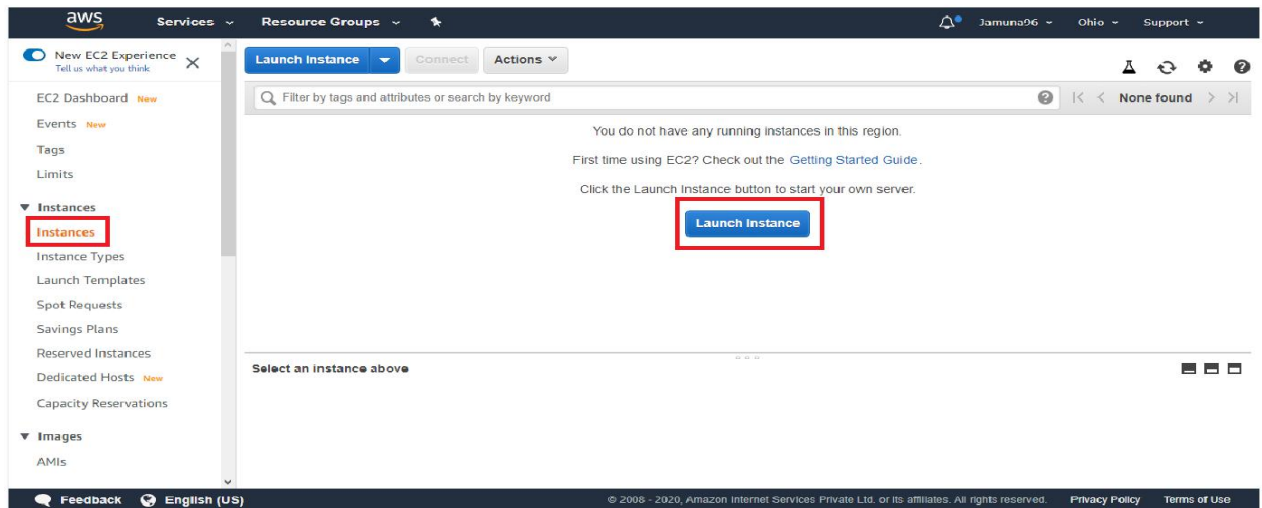 aws Services Resource Groups Jamuna96 Ohio Support
New EC2 Experience
Tell us what you think
EC2 Dashboard New
Events New
Tags
Limits
Instances
Instances
Instance Types
Launch Templates
Spot Requests
Savings Plans
Reserved Instances
Dedicated Hosts New
Capacity Reservations
Images
AMIs
Launch Instance Connect Actions
Filter by tags and attributes or search by keyword None found
You do not have any running instances in this region.
First time using EC2? Check out the Getting Started Guide.
Click the Launch Instance button to start your own server.
Launch Instance
Select an instance above
Feedback English (US) © 2008 - 2020, Amazon Internet Services Private Ltd. or its affiliates. All rights reserved. Privacy Policy Terms of Use